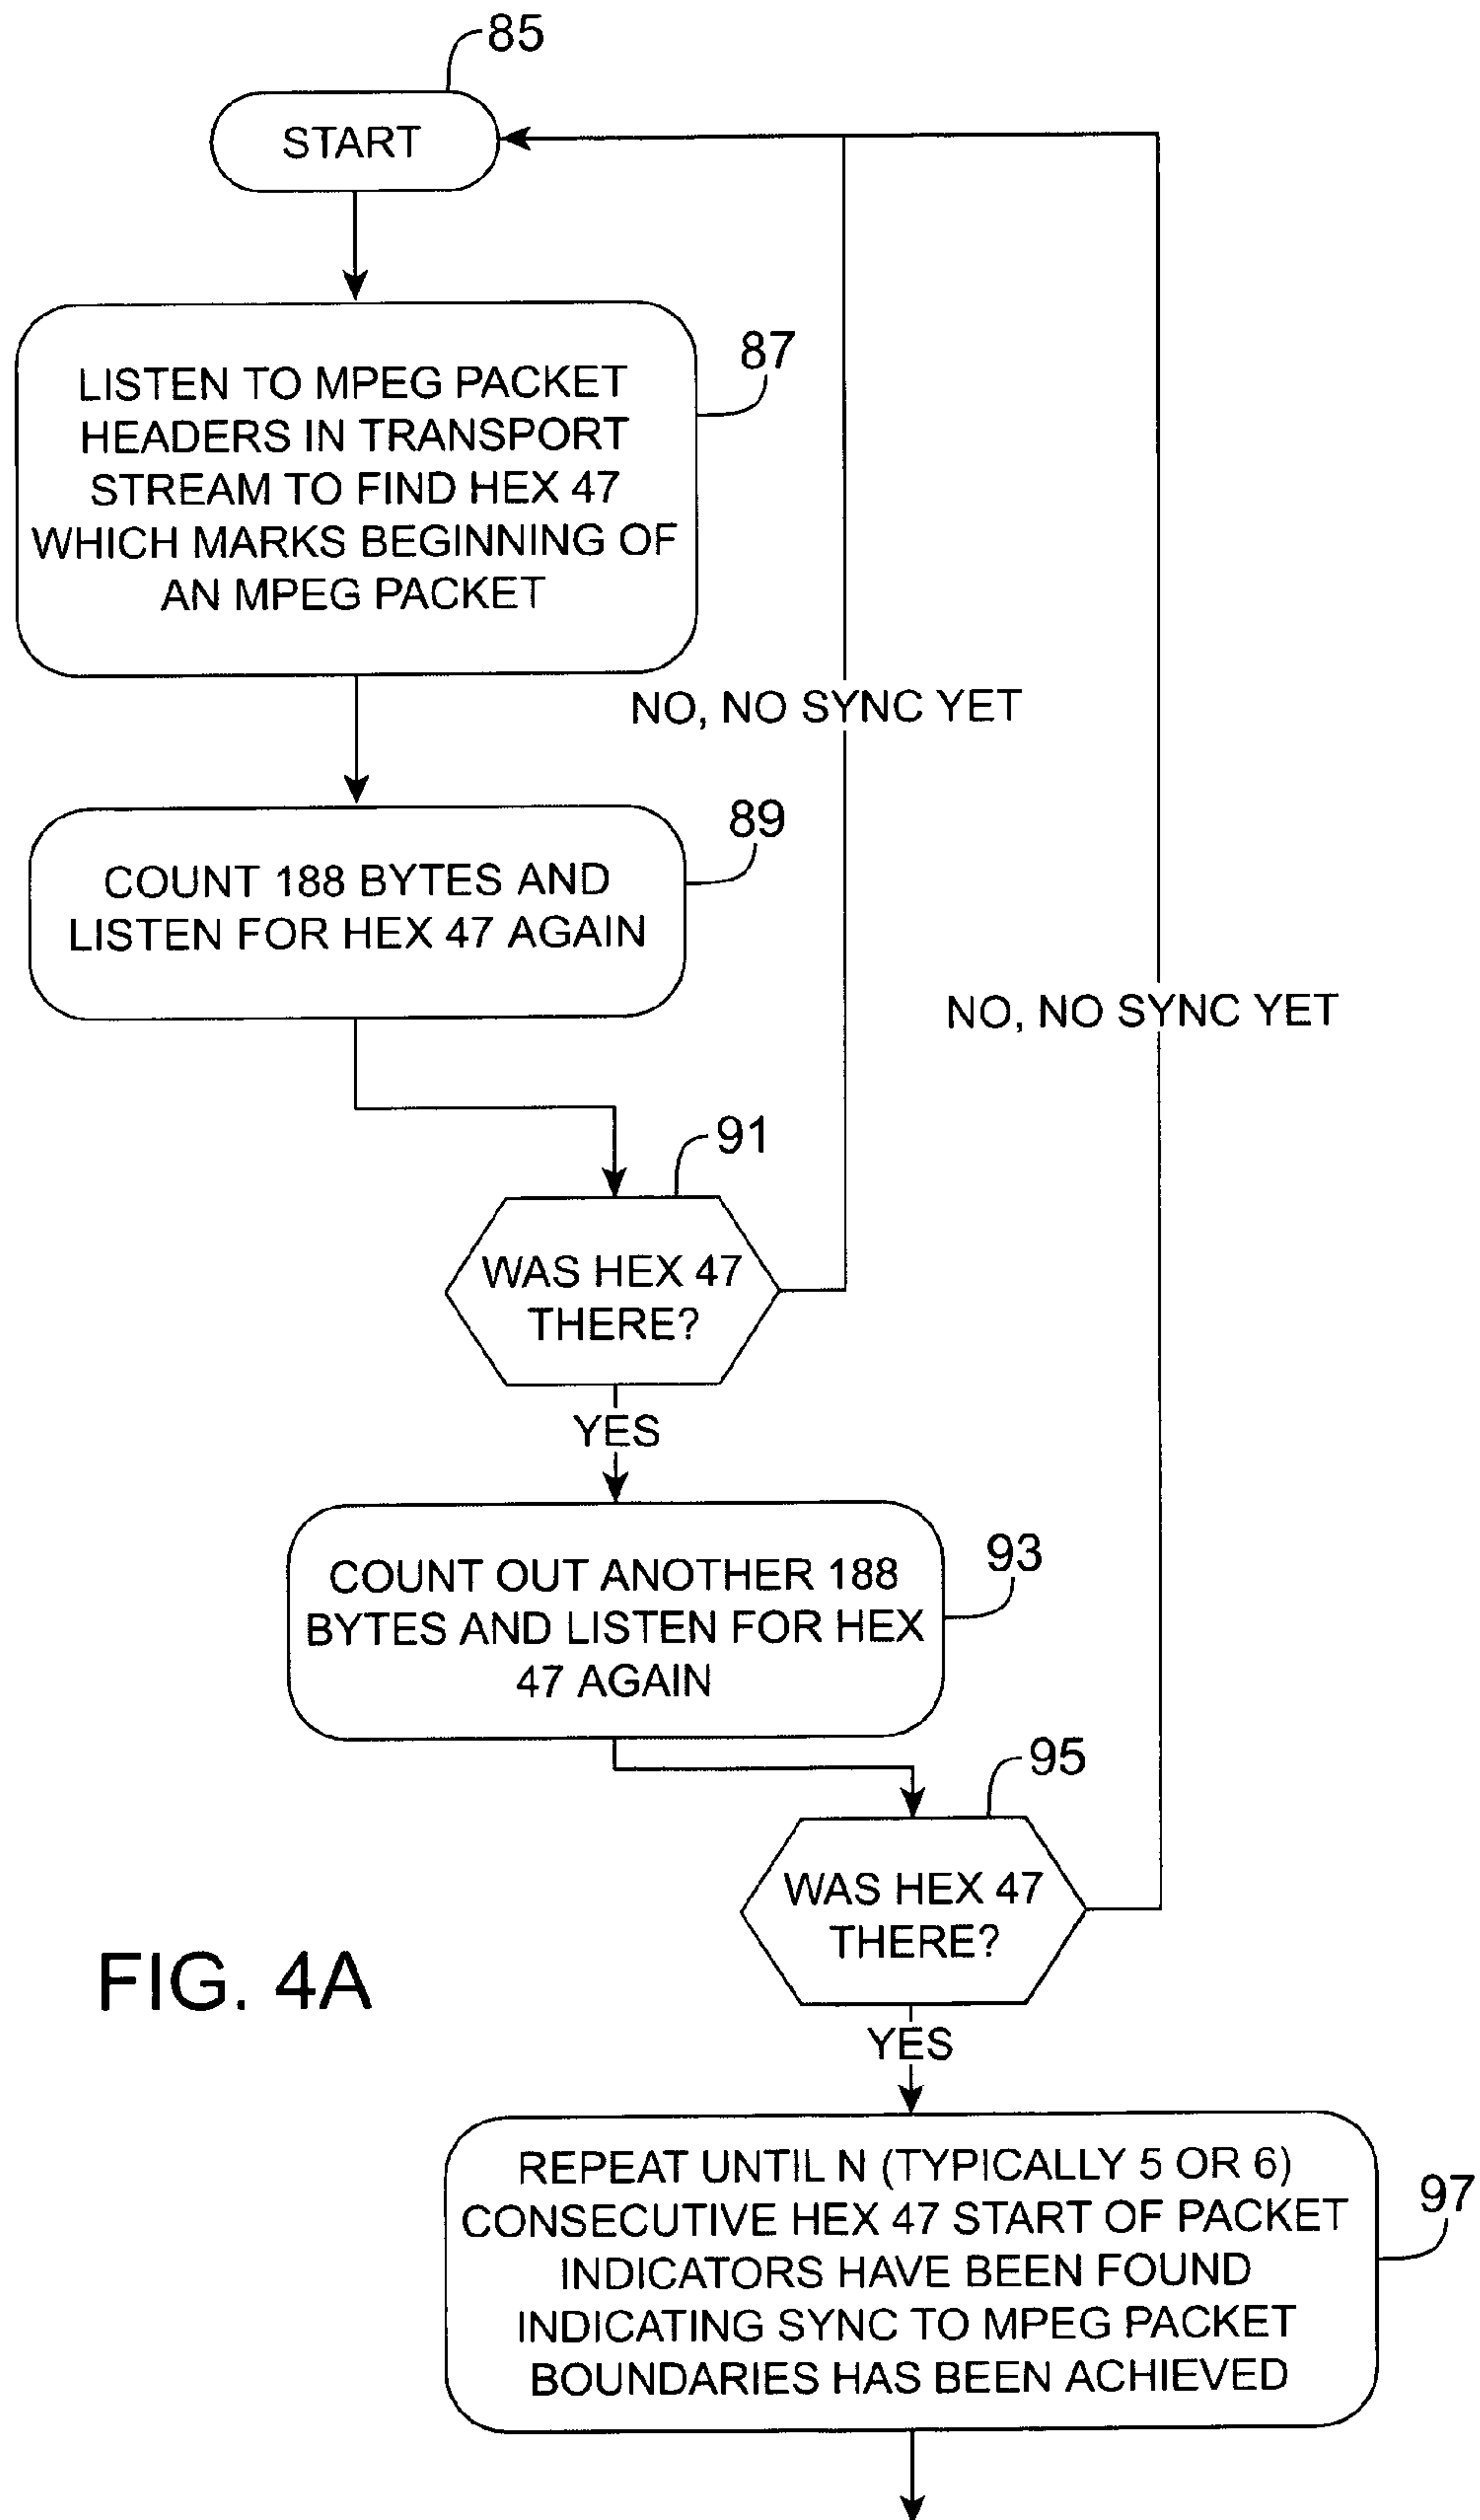 85
START
LISTEN TO MPEG PACKET
HEADERS IN TRANSPORT
STREAM TO FIND HEX 47
WHICH MARKS BEGINNING OF
AN MPEG PACKET
87
NO, NO SYNC YET
COUNT 188 BYTES AND
LISTEN FOR HEX 47 AGAIN
89
NO, NO SYNC YET
91
WAS HEX 47
THERE?
YES
COUNT OUT ANOTHER 188
BYTES AND LISTEN FOR HEX
47 AGAIN
93
95
WAS HEX 47
THERE?
FIG. 4A
YES
REPEAT UNTIL N (TYPICALLY 5 OR 6)
CONSECUTIVE HEX 47 START OF PACKET
INDICATORS HAVE BEEN FOUND
INDICATING SYNC TO MPEG PACKET
BOUNDARIES HAS BEEN ACHIEVED
97